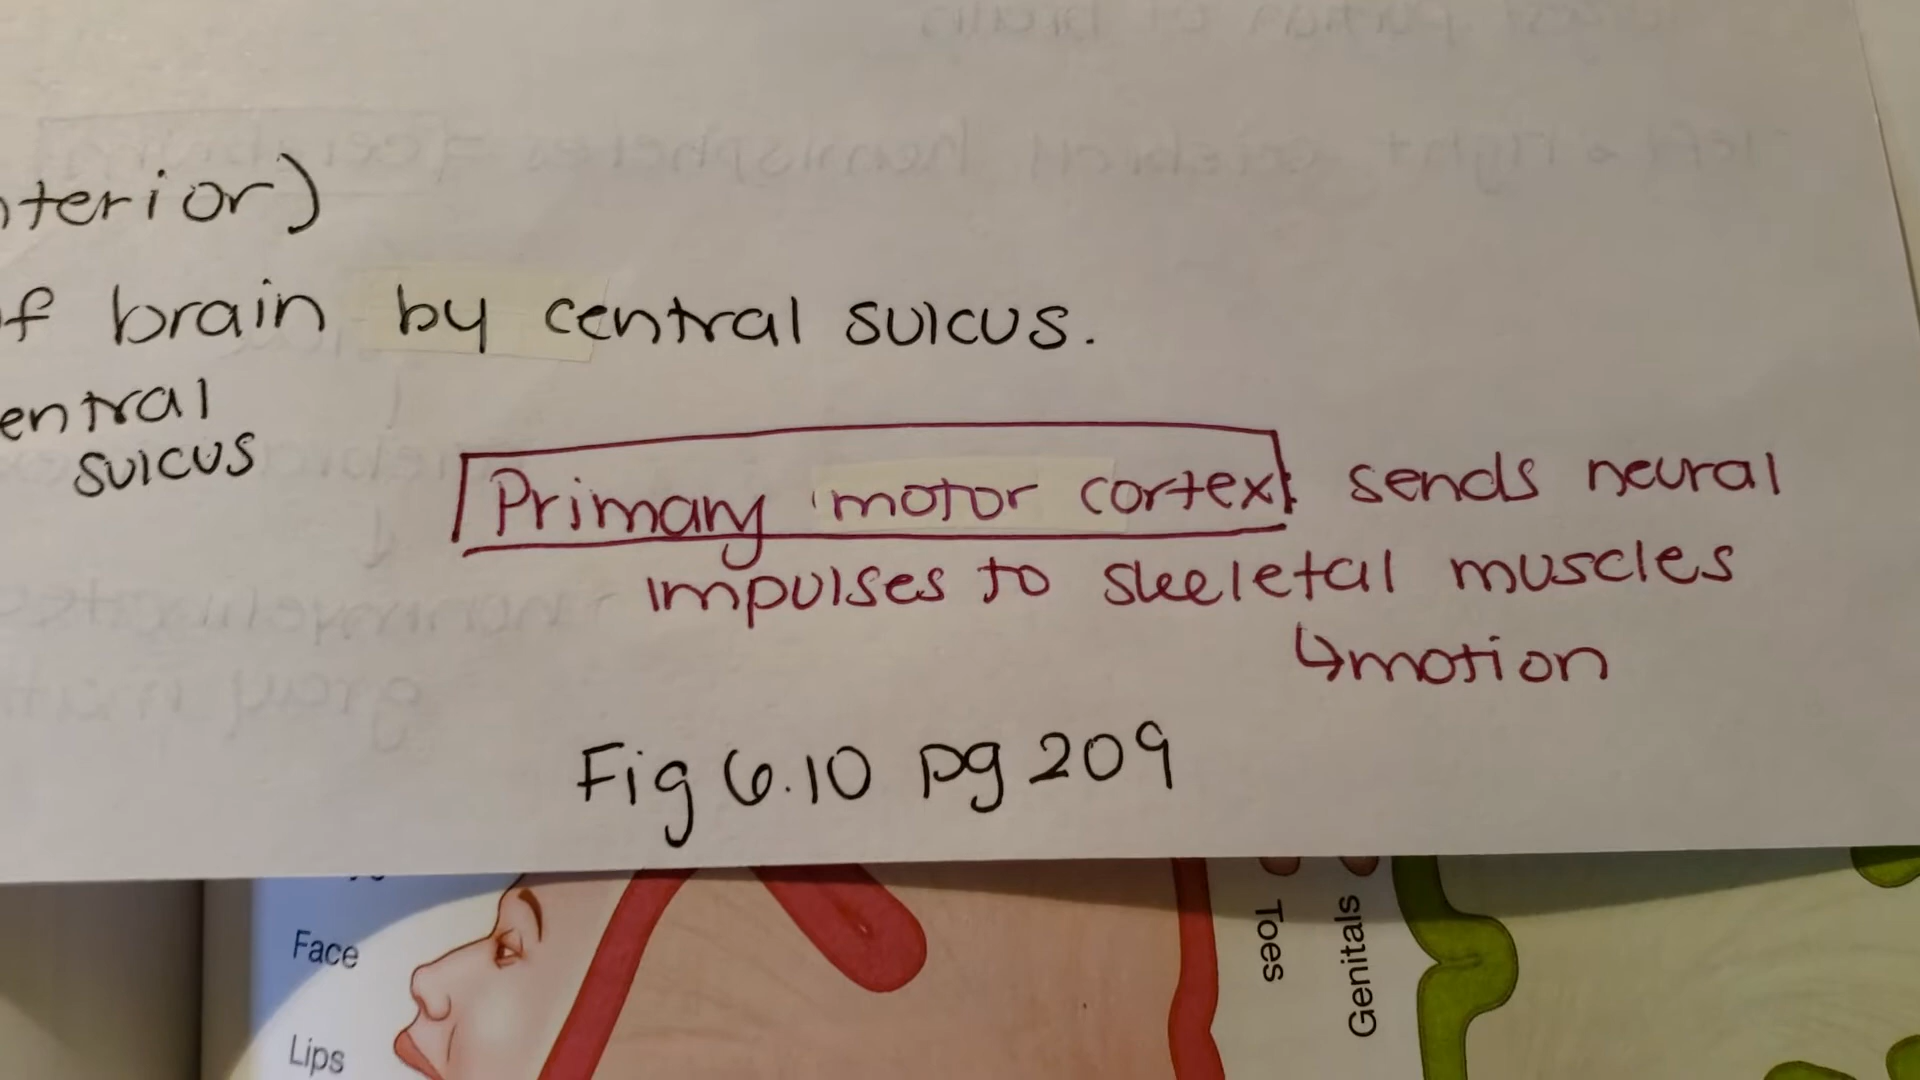 nterior)
of brain by central sulcus.
entral
sulcus
Primary motor cortex: sends neural
impulses to skeletal muscles
↳motion
Fig 6.10 pg 209
Face
Lips
Toes
Genitals